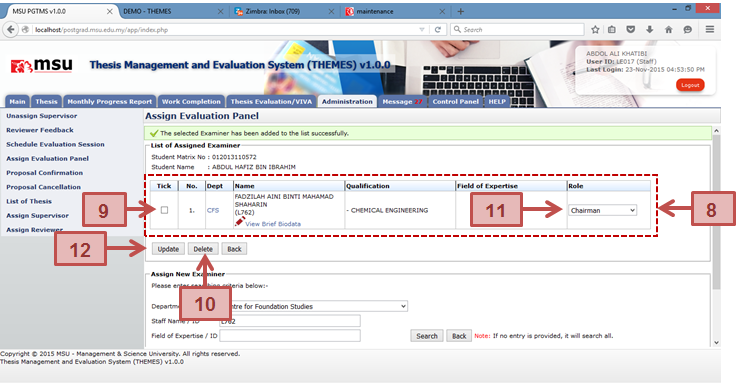 MSU PGTMS v1.0.0
DEMO - THEMES
Zimbra: Inbox (709)
maintenance
localhost/postgrad.msu.edu.my/app/index.php
Search
msu
Thesis Management and Evaluation System (THEMES) v1.0.0
ABDUL ALI KHATIBI
User ID: LE017 (Staff)
Last Login: 23-Nov-2015 04:53:50 PM
Logout
Main Thesis Monthly Progress Report Work Completion Thesis Evaluation/VIVA Administration Message Control Panel HELP
Unassign Supervisor
Reviewer Feedback
Schedule Evaluation Session
Assign Evaluation Panel
Proposal Confirmation
Proposal Cancellation
List of Thesis
Assign Supervisor
Assign Reviewer
Assign Evaluation Panel
The selected Examiner has been added to the list successfully.
List of Assigned Examiner
Student Matrix No : 012013110572
Student Name : ABDUL HAFIZ BIN IBRAHIM
Tick No. Dept Name Qualification Field of Expertise Role
1. CFS FADZILAH AINI BINTI MAHAMAD
SHAHARIN
(L762)
View Brief Biodata
- CHEMICAL ENGINEERING
Chairman
9
11
8
12
10
Update Delete Back
Assign New Examiner
Please enter searching criteria below:-
Department
Centre for Foundation Studies
Staff Name / ID
L762
Field of Expertise / ID
Search Back Note: If no entry is provided, it will search all.
Copyright © 2015 MSU - Management & Science University. All rights reserved.
Thesis Management and Evaluation System (THEMES) v1.0.0